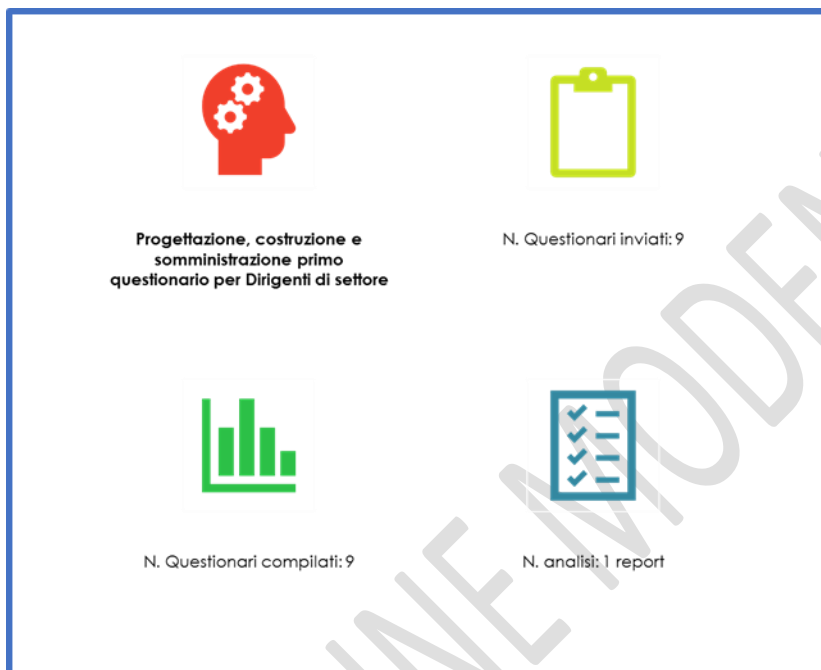 Progettazione, costruzione e
somministrazione primo
questionario per Dirigenti di settore
N. Questionari inviati: 9
N. Questionari compilati: 9
N. analisi: 1 report